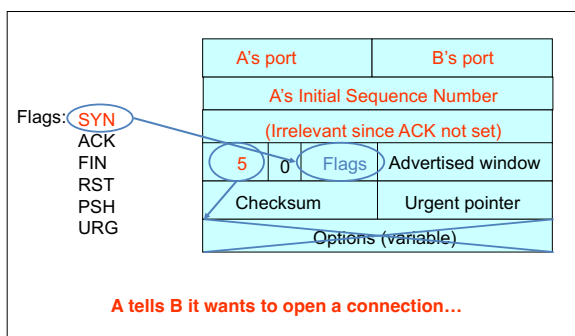 A's port B's port
A's Initial Sequence Number
Flags: SYN (Irrelevant since ACK not set)
ACK
FIN 5 0 Flags Advertised window
RST
PSH Checksum Urgent pointer
URG
Options (variable)
A tells B it wants to open a connection…